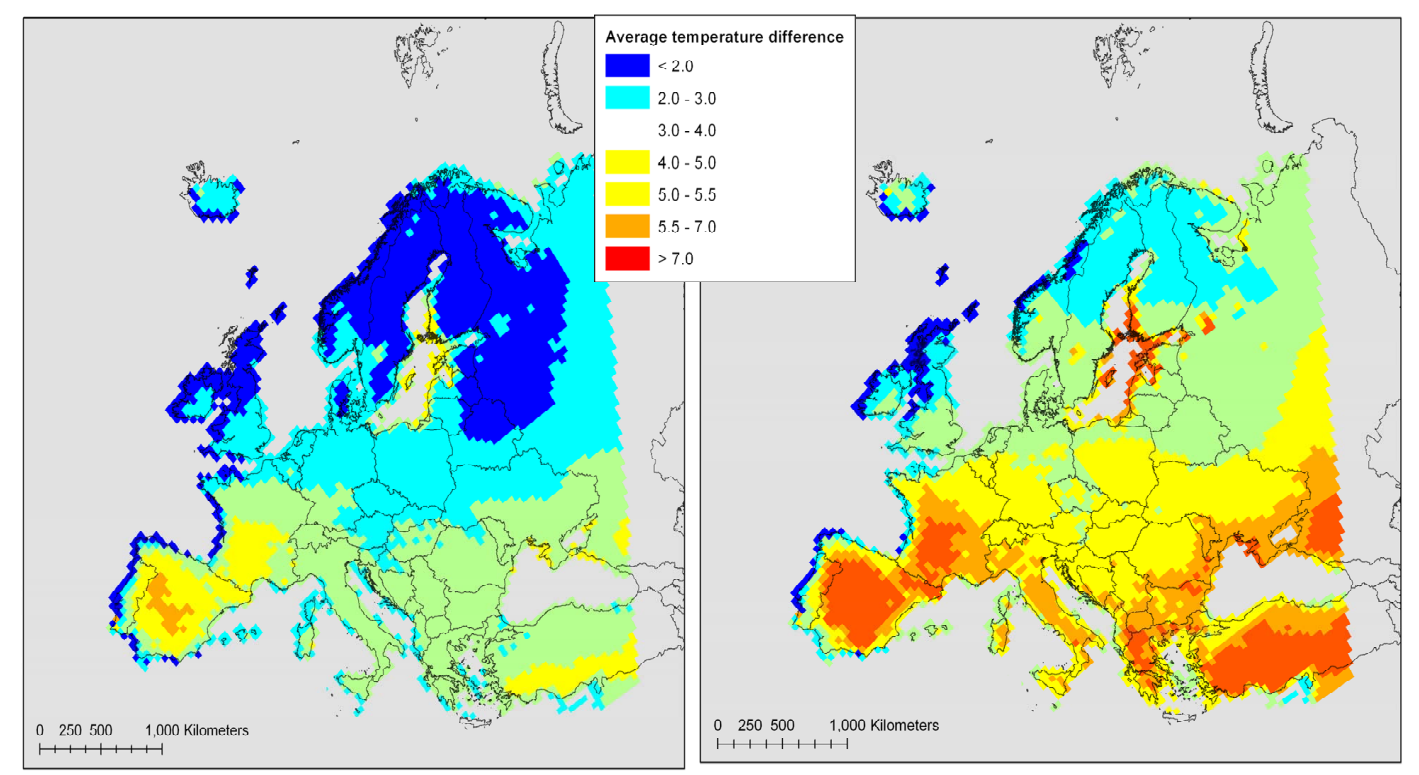 Average temperature difference
< 2.0
2.0 - 3.0
3.0 - 4.0
4.0 - 5.0
5.0 - 5.5
5.5 - 7.0
> 7.0
0 250 500 1,000 Kilometers
0 250 500 1,000 Kilometers